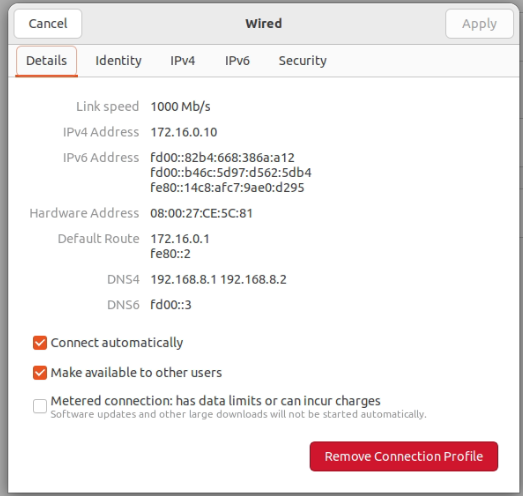 Cancel Wired Apply
Details Identity IPv4 IPv6 Security
Link speed 1000 Mb/s
IPv4 Address 172.16.0.10
IPv6 Address fd00::82b4:668:386a:a12
fd00::b46c:5d97:d562:5db4
fe80::14c8:afc7:9ae0:d295
Hardware Address 08:00:27:CE:5C:81
Default Route 172.16.0.1
fe80::2
DNS4 192.168.8.1 192.168.8.2
DNS6 fd00::3
Connect automatically
Make available to other users
Metered connection: has data limits or can incur charges
Software updates and other large downloads will not be started automatically.
Remove Connection Profile